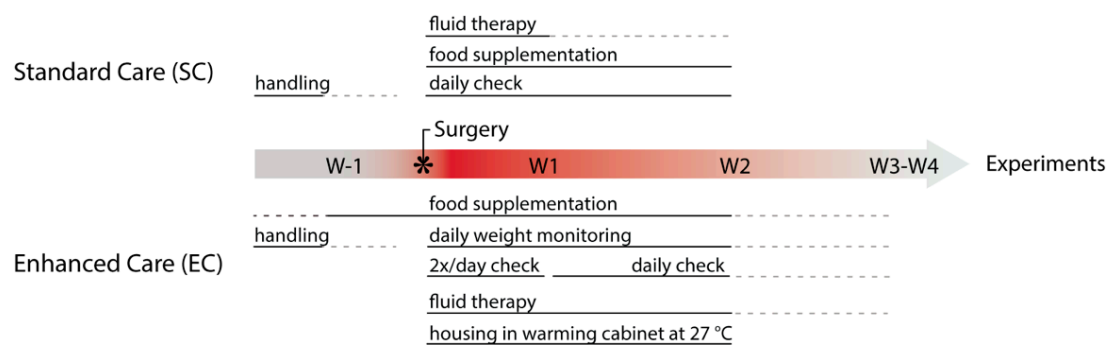 fluid therapy
food supplementation
Standard Care (SC)
handling
daily check
Surgery
W-1
*
W1
W2
W3-W4
Experiments
food supplementation
handling
daily weight monitoring
Enhanced Care (EC)
2x/day check
daily check
fluid therapy
housing in warming cabinet at 27 °C